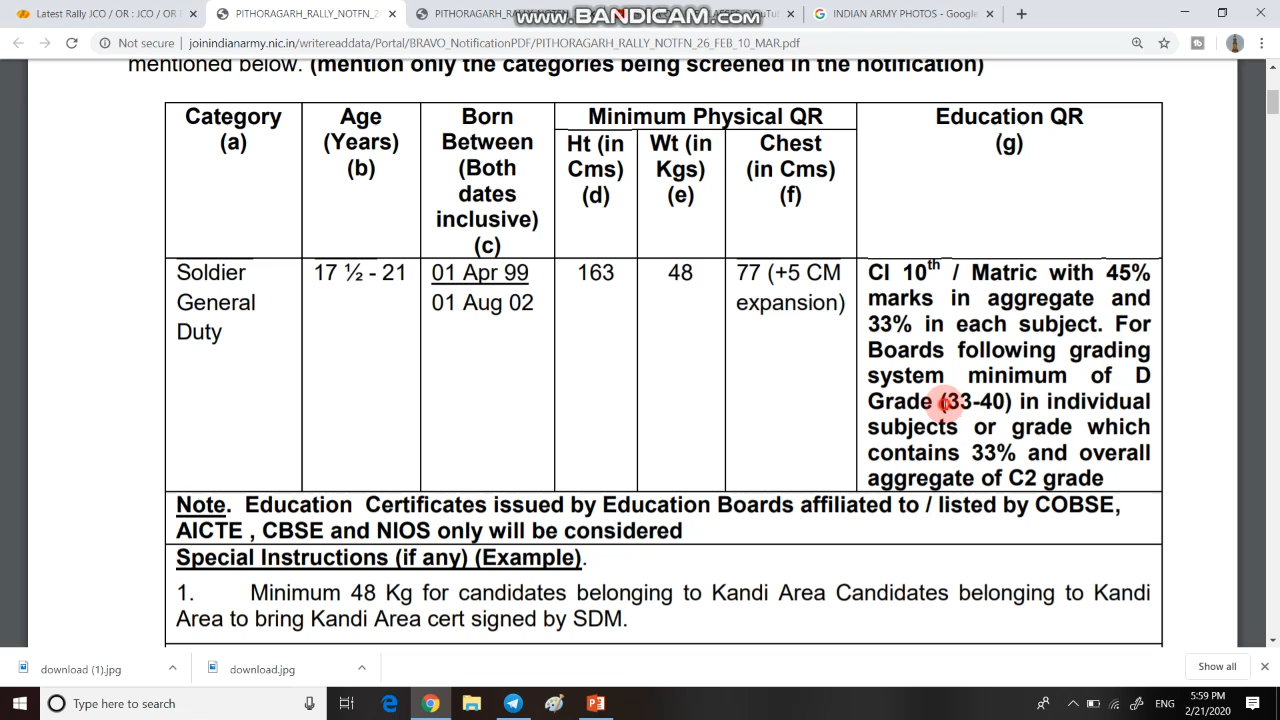 www.BANDICAM.com
Latest Rally JCO / OR : JCO / OR
PITHORAGARH_RALLY_NOTFN_2
PITHORAGARH_RALLY_NOTFN_26
INDIAN ARMY PHOTOS - Google
Not secure | joinindianarmy.nic.in/writereaddata/Portal/BRAVO_NotificationPDF/PITHORAGARH_RALLY_NOTFN_26_FEB_10_MAR.pdf
mentioned below. (mention only the categories being screened in the notification)
Category
(a)
Age
(Years)
(b)
Born
Between
(Both
dates
inclusive)
(c)
Minimum Physical QR
Ht (in
Cms)
(d)
Wt (in
Kgs)
(e)
Chest
(in Cms)
(f)
Education QR
(g)
Soldier
General
Duty
17 ½ - 21
01 Apr 99
01 Aug 02
163
48
77 (+5 CM
expansion)
Cl 10th / Matric with 45%
marks in aggregate and
33% in each subject. For
Boards following grading
system minimum of D
Grade (33-40) in individual
subjects or grade which
contains 33% and overall
aggregate of C2 grade
Note. Education Certificates issued by Education Boards affiliated to / listed by COBSE,
AICTE , CBSE and NIOS only will be considered
Special Instructions (if any) (Example).
1. Minimum 48 Kg for candidates belonging to Kandi Area Candidates belonging to Kandi
Area to bring Kandi Area cert signed by SDM.
download (1).jpg
download.jpg
Show all
Type here to search
ENG
5:59 PM
2/21/2020